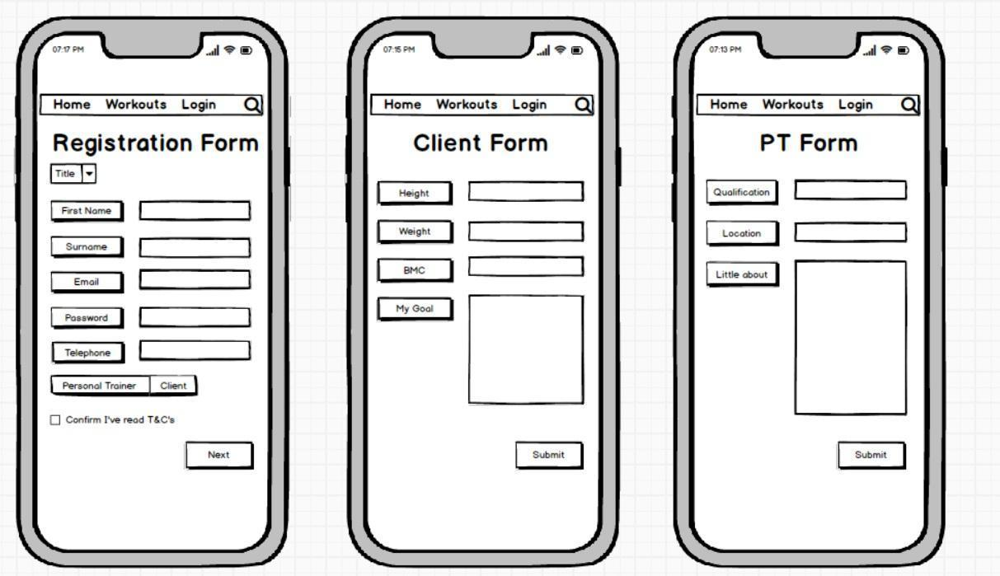 07:17 PM
Home Workouts Login
Registration Form
Title
First Name
Surname
Email
Password
Telephone
Personal Trainer Client
Confirm I've read T&C's
Next
07:15 PM
Home Workouts Login
Client Form
Height
Weight
BMC
My Goal
Submit
07:13 PM
Home Workouts Login
PT Form
Qualification
Location
Little about
Submit